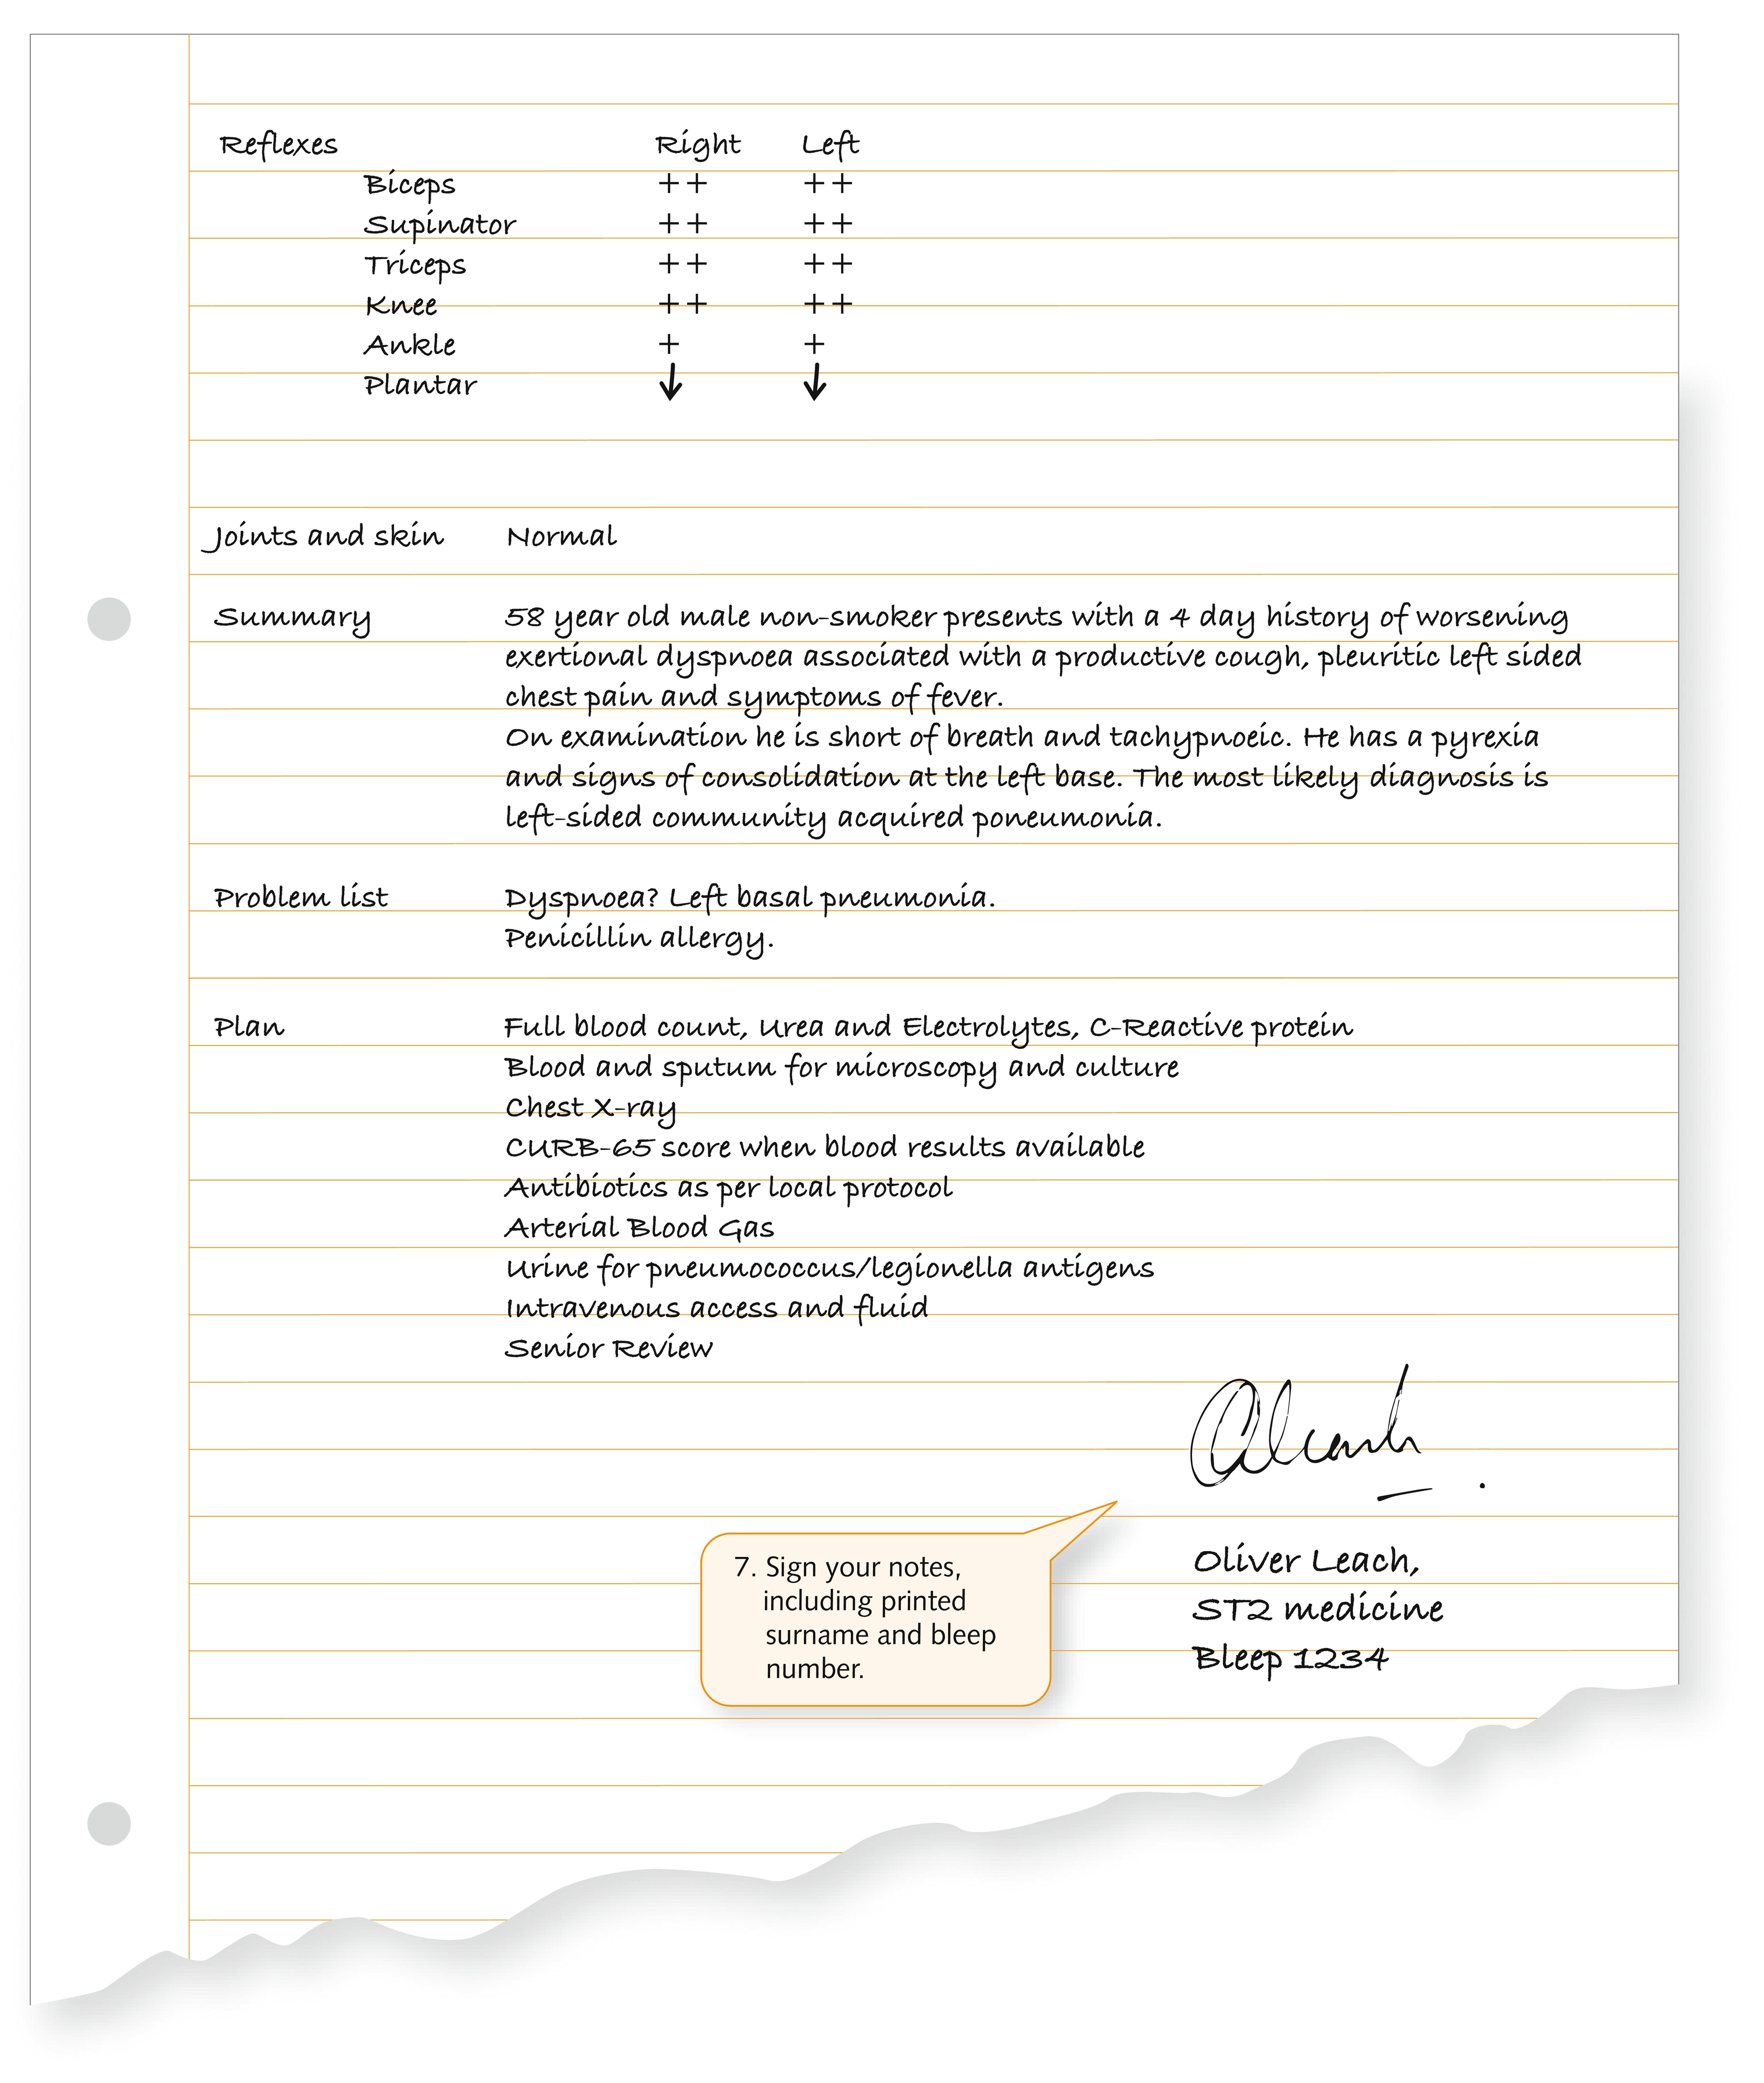 Reflexes Right Left
Biceps ++ ++
Supinator ++ ++
Triceps ++ ++
Knee ++ ++
Ankle + +
Plantar ↓ ↓
Joints and skin Normal
Summary 58 year old male non-smoker presents with a 4 day history of worsening
exertional dyspnoea associated with a productive cough, pleuritic left sided
chest pain and symptoms of fever.
On examination he is short of breath and tachypnoeic. He has a pyrexia
and signs of consolidation at the left base. The most likely diagnosis is
left-sided community acquired poneumonia.
Problem list Dyspnoea? Left basal pneumonia.
Penicillin allergy.
Plan Full blood count, Urea and Electrolytes, C-Reactive protein
Blood and sputum for microscopy and culture
Chest X-ray
CURB-65 score when blood results available
Antibiotics as per local protocol
Arterial Blood Gas
Urine for pneumococcus/legionella antigens
Intravenous access and fluid
Senior Review
7. Sign your notes,
including printed
surname and bleep
number.
Oliver Leach,
ST2 medicine
Bleep 1234